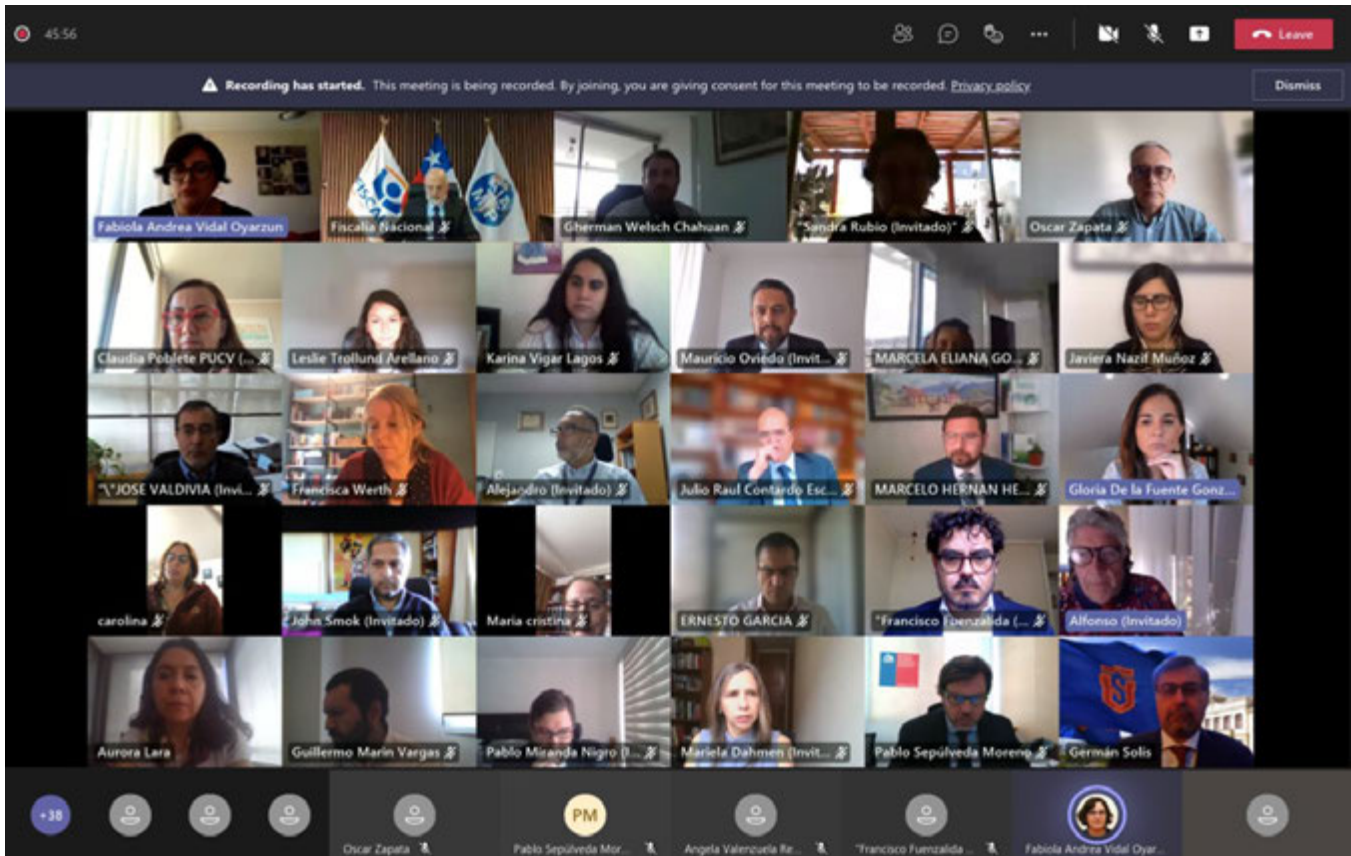 45:56
Leave
Recording has started. This meeting is being recorded. By joining, you are giving consent for this meeting to be recorded. Privacy policy
Dismiss
Fabiola Andrea Vidal Oyarzun
Fiscalia Nacional
Gherman Welsch Chahuan
"Sandra Rubio (Invitado)"
Oscar Zapata
Claudia Poblete PUCV (...
Leslie Trollund Arellano
Karina Vigar Lagos
Mauricio Oviedo (Invit...
MARCELA ELIANA GO...
Javiera Nazif Muñoz
"\"JOSE VALDIVIA (Invi...
Francisca Werth
Alejandro (Invitado)
Julio Raul Contardo Esc...
MARCELO HERNAN HE...
Gloria De la Fuente Gonz...
carolina
John Smok (Invitado)
Maria cristina
ERNESTO GARCIA
"Francisco Fuenzalida (...
Alfonso (Invitado)
Aurora Lara
Guillermo Marin Vargas
Pablo Miranda Nigro (I...
Mariela Dahmen (Invit...
Pablo Sepúlveda Moreno
Germán Solis
+38
PM
Oscar Zapata
Pablo Sepúlveda Mor...
Angela Valenzuela Re...
"Francisco Fuenzalida ...
Fabiola Andrea Vidal Oyar...